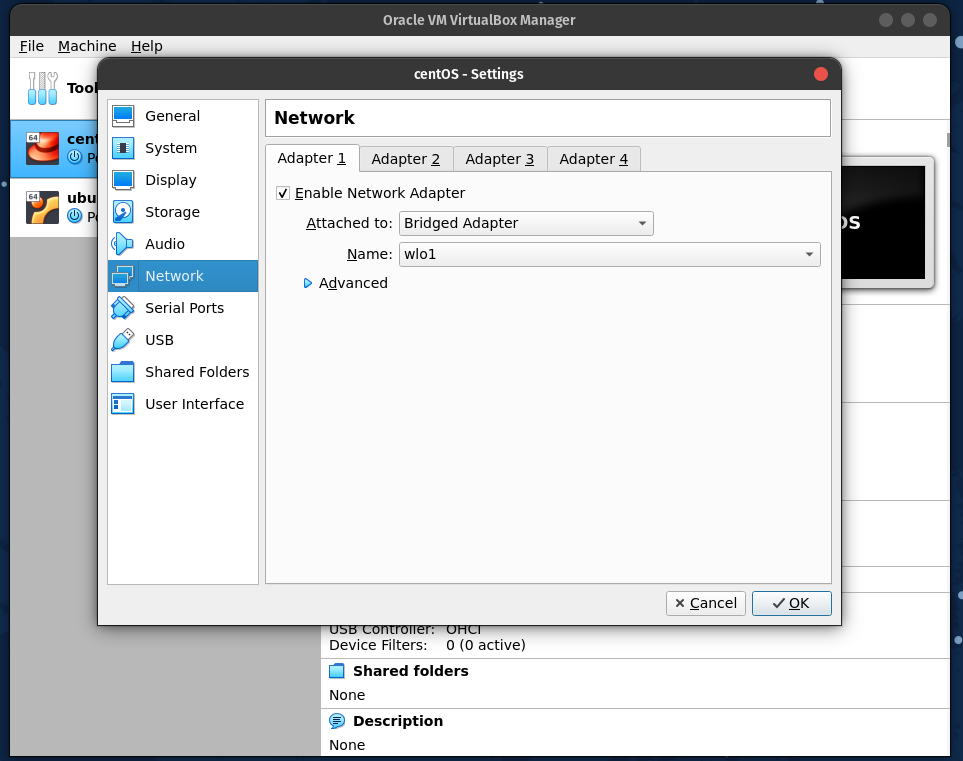 Oracle VM VirtualBox Manager
File Machine Help
centOS - Settings
Tool
64
cent
Po
64
ubu
Po
General
System
Display
Storage
Audio
Network
Serial Ports
USB
Shared Folders
User Interface
Network
Adapter 1 Adapter 2 Adapter 3 Adapter 4
Enable Network Adapter
Attached to: Bridged Adapter
Name: wlo1
Advanced
OS
Cancel OK
USB Controller: OHCI
Device Filters: 0 (0 active)
Shared folders
None
Description
None